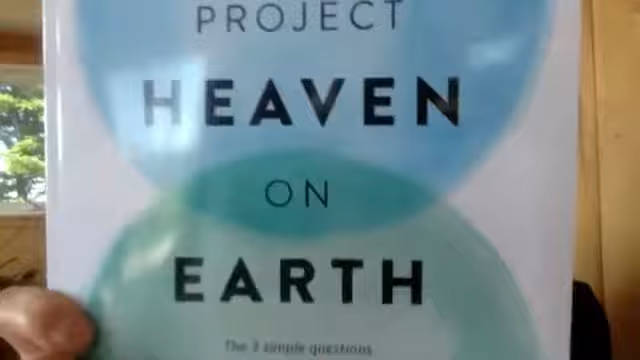 PROJECT
HEAVEN
ON
EARTH
The 3 simple questions